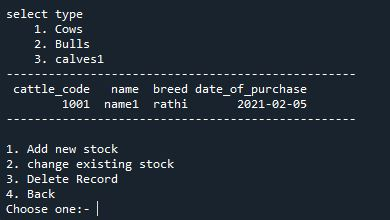 select type
1. Cows
2. Bulls
3. calves1
--------------------------------------------------
cattle_code name breed date_of_purchase
1001 name1 rathi 2021-02-05
--------------------------------------------------
1. Add new stock
2. change existing stock
3. Delete Record
4. Back
Choose one:-